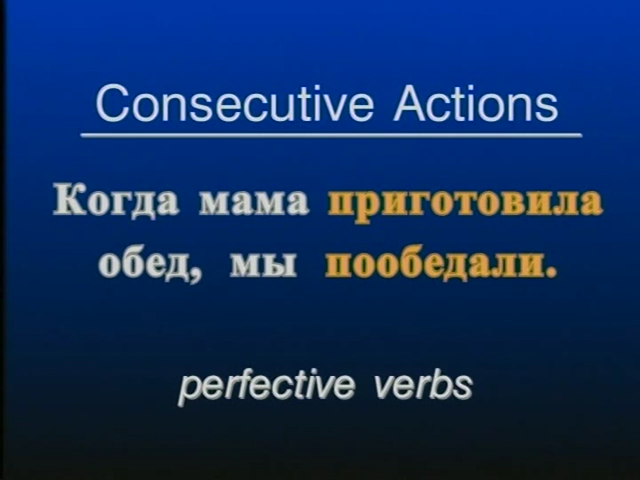 Consecutive Actions
Когда мама приготовила
обед, мы пообедали.
perfective verbs